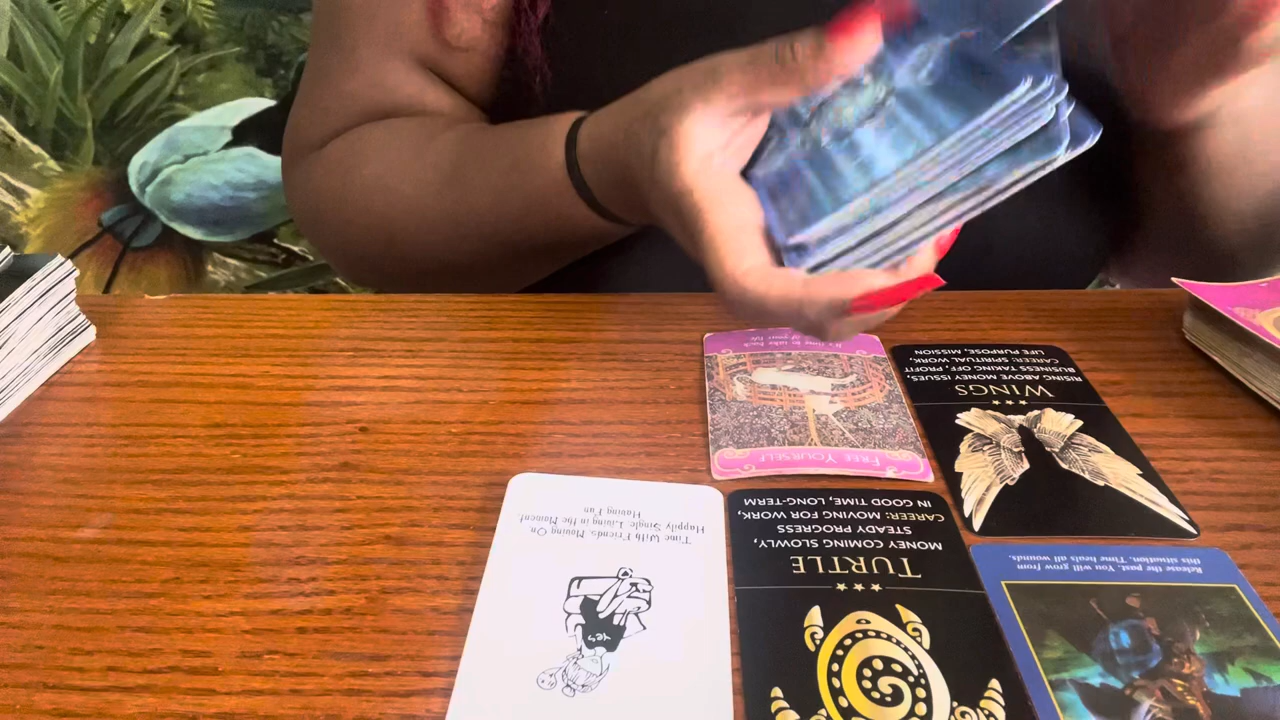 It's time to take back
of your life
FREE YOURSELF
WINGS
RISING ABOVE MONEY ISSUES,
BUSINESS TAKING OFF, PROFIT
CAREER: SPIRITUAL WORK,
LIFE PURPOSE, MISSION
Yes
Time With Friends, Moving On,
Happily Single, Living in the Moment
Having Fun
TURTLE
MONEY COMING SLOWLY,
STEADY PROGRESS
CAREER: MOVING FOR WORK,
IN GOOD TIME, LONG-TERM
Release the past. You will grow from
this situation. Time heals all wounds.